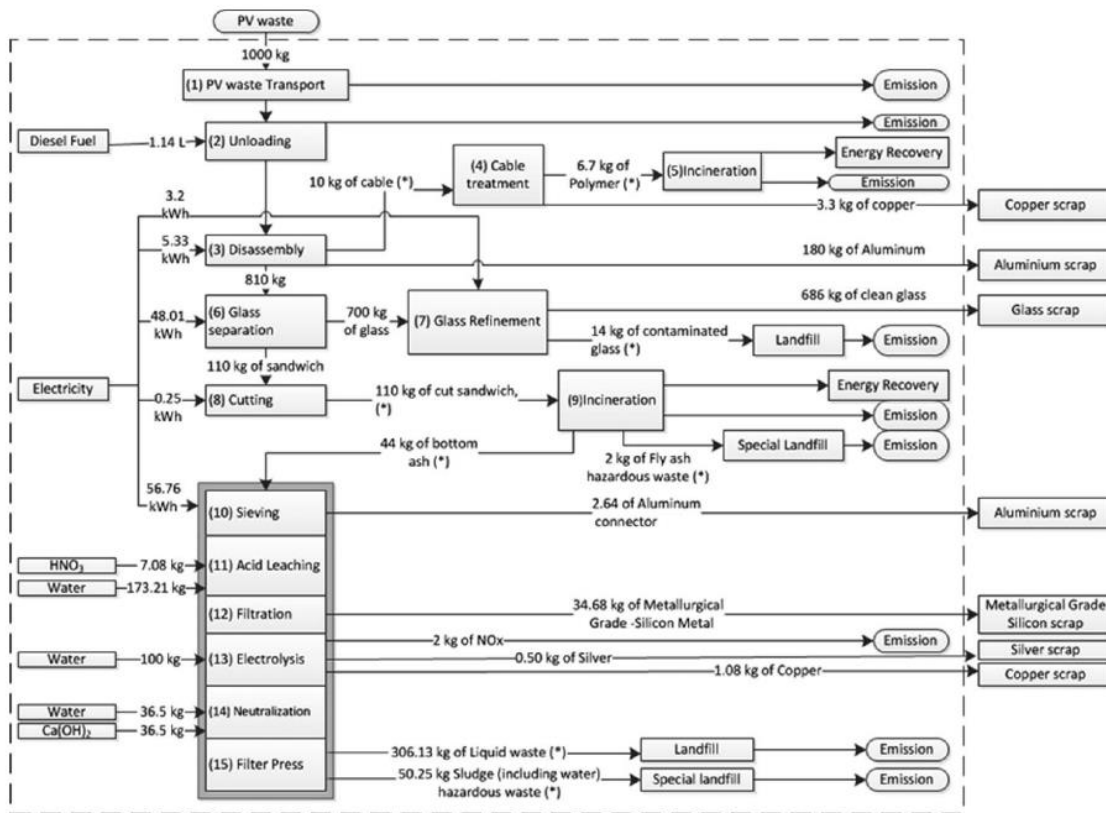 PV waste
1000 kg
(1) PV waste Transport
Emission
Diesel Fuel
1.14 L
(2) Unloading
Emission
10 kg of cable (*)
(4) Cable
treatment
6.7 kg of
Polymer (*)
(5)Incineration
Energy Recovery
Emission
3.3 kg of copper
Copper scrap
3.2
kWh
5.33
kWh
(3) Disassembly
180 kg of Aluminum
Aluminium scrap
810 kg
48.01
kWh
(6) Glass
separation
700 kg
of glass
(7) Glass Refinement
686 kg of clean glass
Glass scrap
14 kg of contaminated
glass (*)
Landfill
Emission
110 kg of sandwich
Electricity
0.25
kWh
(8) Cutting
110 kg of cut sandwich,
(*)
(9)Incineration
Energy Recovery
Emission
44 kg of bottom
ash (*)
2 kg of Fly ash
hazardous waste (*)
Special Landfill
Emission
56.76
kWh
(10) Sieving
2.64 of Aluminum
connector
Aluminium scrap
HNO3
7.08 kg
(11) Acid Leaching
Water
173.21 kg
(12) Filtration
34.68 kg of Metallurgical
Grade -Silicon Metal
Metallurgical Grade
Silicon scrap
2 kg of NOx
Emission
Water
100 kg
(13) Electrolysis
0.50 kg of Silver
Silver scrap
1.08 kg of Copper
Copper scrap
Water
36.5 kg
(14) Neutralization
Ca(OH)2
36.5 kg
(15) Filter Press
306.13 kg of Liquid waste (*)
Landfill
Emission
50.25 kg Sludge (including water)
hazardous waste (*)
Special landfill
Emission